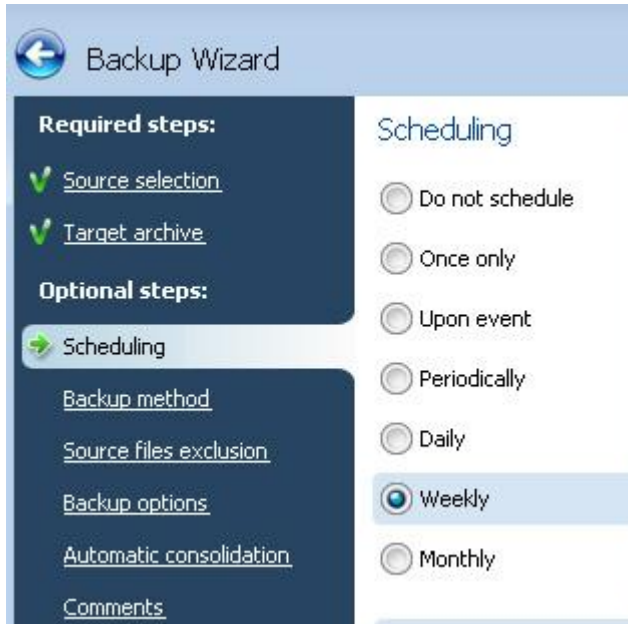 Backup Wizard
Required steps:
Source selection
Target archive
Optional steps:
Scheduling
Backup method
Source files exclusion
Backup options
Automatic consolidation
Comments
Scheduling
Do not schedule
Once only
Upon event
Periodically
Daily
Weekly
Monthly